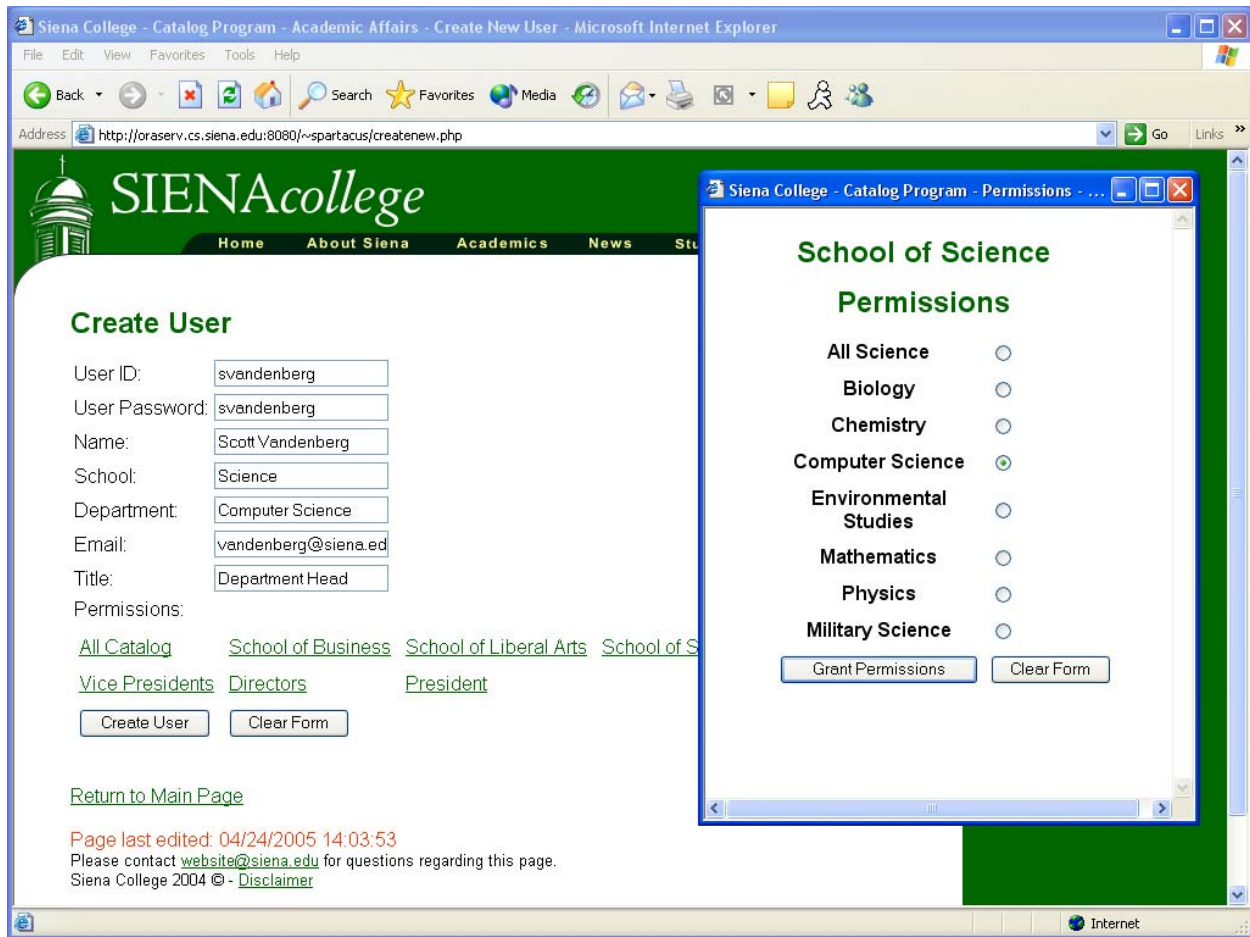 Siena College - Catalog Program - Academic Affairs - Create New User - Microsoft Internet Explorer
File Edit View Favorites Tools Help
Back Search Favorites Media
Address http://oraserv.cs.siena.edu:8080/~spartacus/createnew.php Go Links »
SIENAcollege
Home About Siena Academics News Stu
Create User
User ID: svandenberg
User Password: svandenberg
Name: Scott Vandenberg
School: Science
Department: Computer Science
Email: vandenberg@siena.ed
Title: Department Head
Permissions:
All Catalog School of Business School of Liberal Arts School of S
Vice Presidents Directors President
Create User Clear Form
Return to Main Page
Page last edited: 04/24/2005 14:03:53
Please contact website@siena.edu for questions regarding this page.
Siena College 2004 © - Disclaimer
Siena College - Catalog Program - Permissions - ...
School of Science
Permissions
All Science
Biology
Chemistry
Computer Science
Environmental
Studies
Mathematics
Physics
Military Science
Grant Permissions Clear Form
Internet